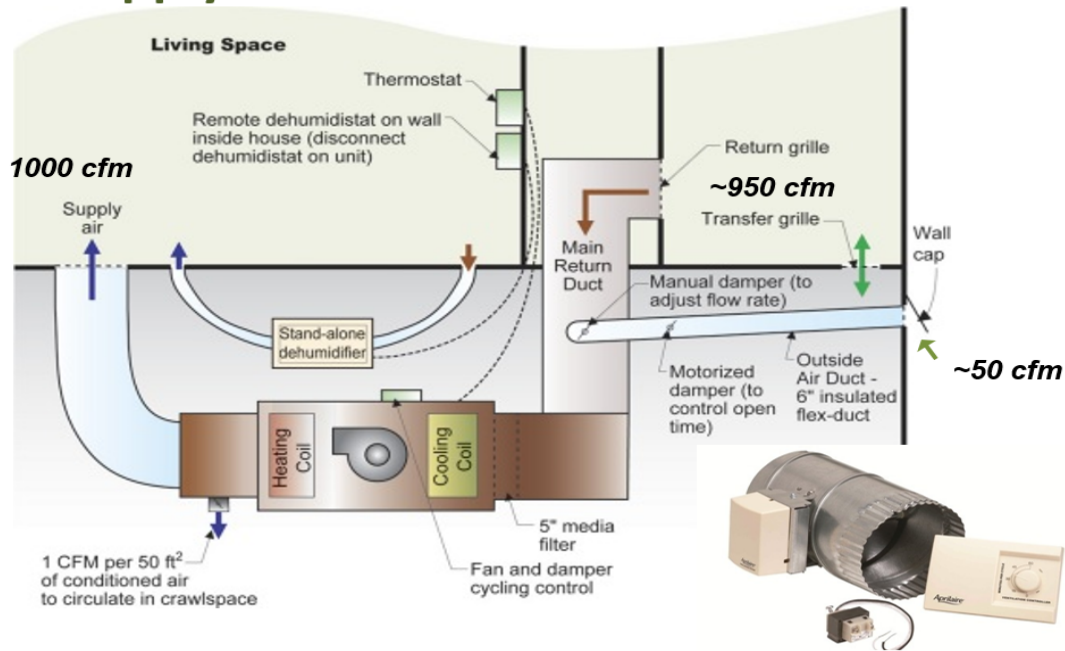 Living Space
Thermostat
Remote dehumidistat on wall
inside house (disconnect
dehumidistat on unit)
1000 cfm
Supply
air
Return grille
~950 cfm
Transfer grille
Wall
cap
Main
Return
Duct
Manual damper (to
adjust flow rate)
Stand-alone
dehumidifier
Motorized
damper (to
control open
time)
Outside
Air Duct -
6" insulated
flex-duct
~50 cfm
Heating
Coil
Cooling
Coil
5" media
filter
Fan and damper
cycling control
1 CFM per 50 ft²
of conditioned air
to circulate in crawlspace
Aprilaire